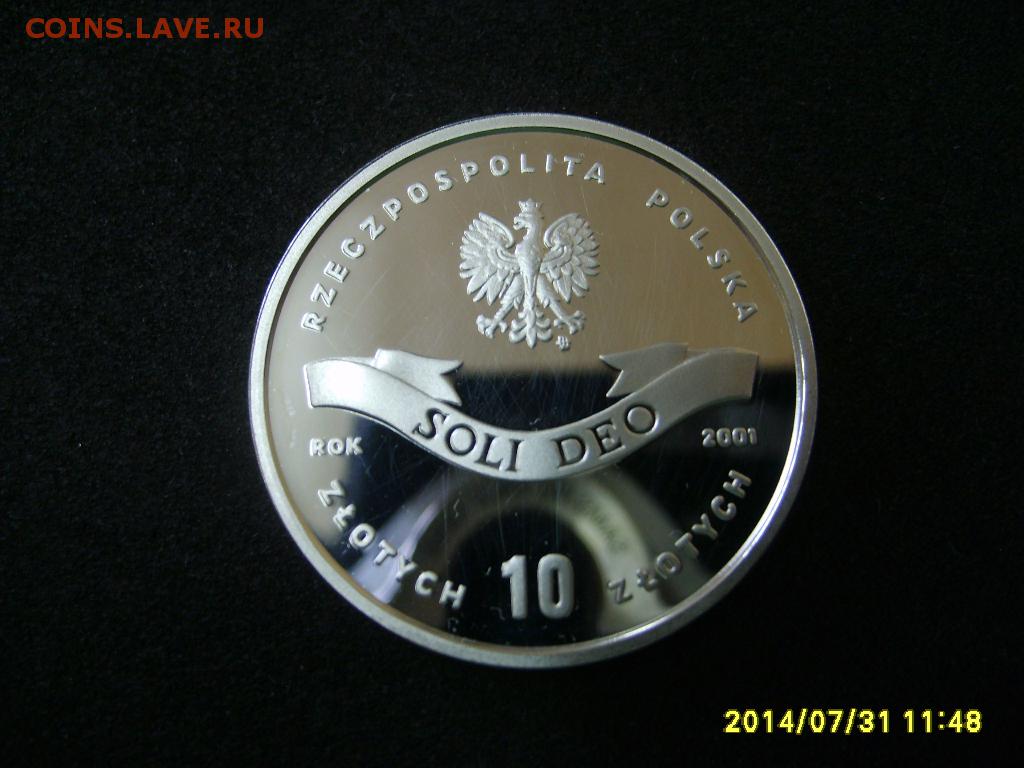 COINS.LAVE.RU
RZECZPOSPOLITA POLSKA
SOLI DEO
ROK 2001
ZŁOTYCH 10 ZŁOTYCH
2014/07/31 11:48